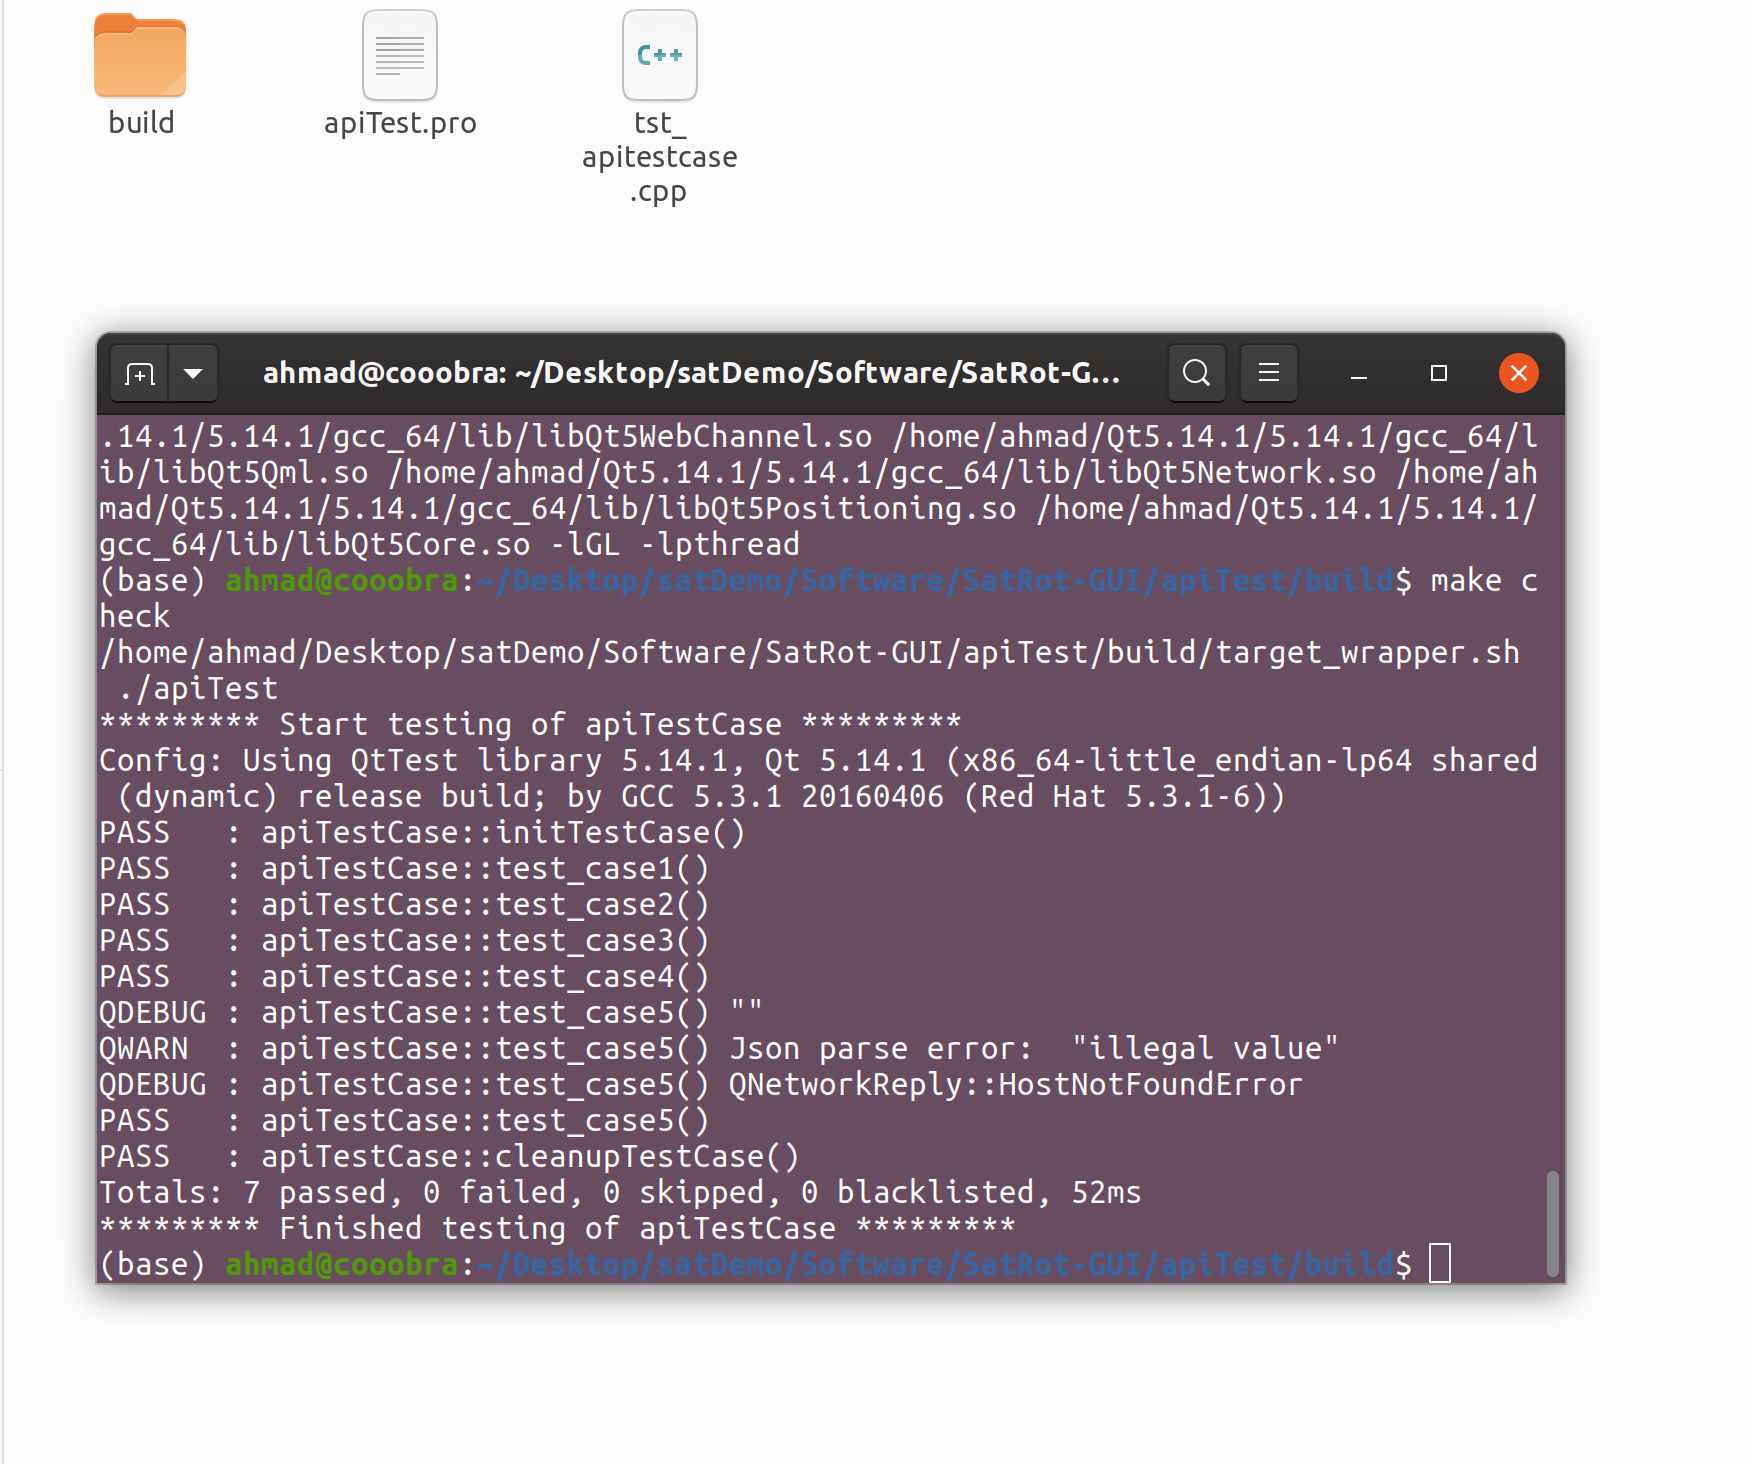 build
apiTest.pro
tst_
apitestcase
.cpp
C++
ahmad@cooobra: ~/Desktop/satDemo/Software/SatRot-G...
.14.1/5.14.1/gcc_64/lib/libQt5WebChannel.so /home/ahmad/Qt5.14.1/5.14.1/gcc_64/l
ib/libQt5Qml.so /home/ahmad/Qt5.14.1/5.14.1/gcc_64/lib/libQt5Network.so /home/ah
mad/Qt5.14.1/5.14.1/gcc_64/lib/libQt5Positioning.so /home/ahmad/Qt5.14.1/5.14.1/
gcc_64/lib/libQt5Core.so -lGL -lpthread
(base) ahmad@cooobra:~/Desktop/satDemo/Software/SatRot-GUI/apiTest/build$ make c
heck
/home/ahmad/Desktop/satDemo/Software/SatRot-GUI/apiTest/build/target_wrapper.sh
 ./apiTest
********* Start testing of apiTestCase *********
Config: Using QtTest library 5.14.1, Qt 5.14.1 (x86_64-little_endian-lp64 shared
 (dynamic) release build; by GCC 5.3.1 20160406 (Red Hat 5.3.1-6))
PASS   : apiTestCase::initTestCase()
PASS   : apiTestCase::test_case1()
PASS   : apiTestCase::test_case2()
PASS   : apiTestCase::test_case3()
PASS   : apiTestCase::test_case4()
QDEBUG : apiTestCase::test_case5() ""
QWARN  : apiTestCase::test_case5() Json parse error:  "illegal value"
QDEBUG : apiTestCase::test_case5() QNetworkReply::HostNotFoundError
PASS   : apiTestCase::test_case5()
PASS   : apiTestCase::cleanupTestCase()
Totals: 7 passed, 0 failed, 0 skipped, 0 blacklisted, 52ms
********* Finished testing of apiTestCase *********
(base) ahmad@cooobra:~/Desktop/satDemo/Software/SatRot-GUI/apiTest/build$